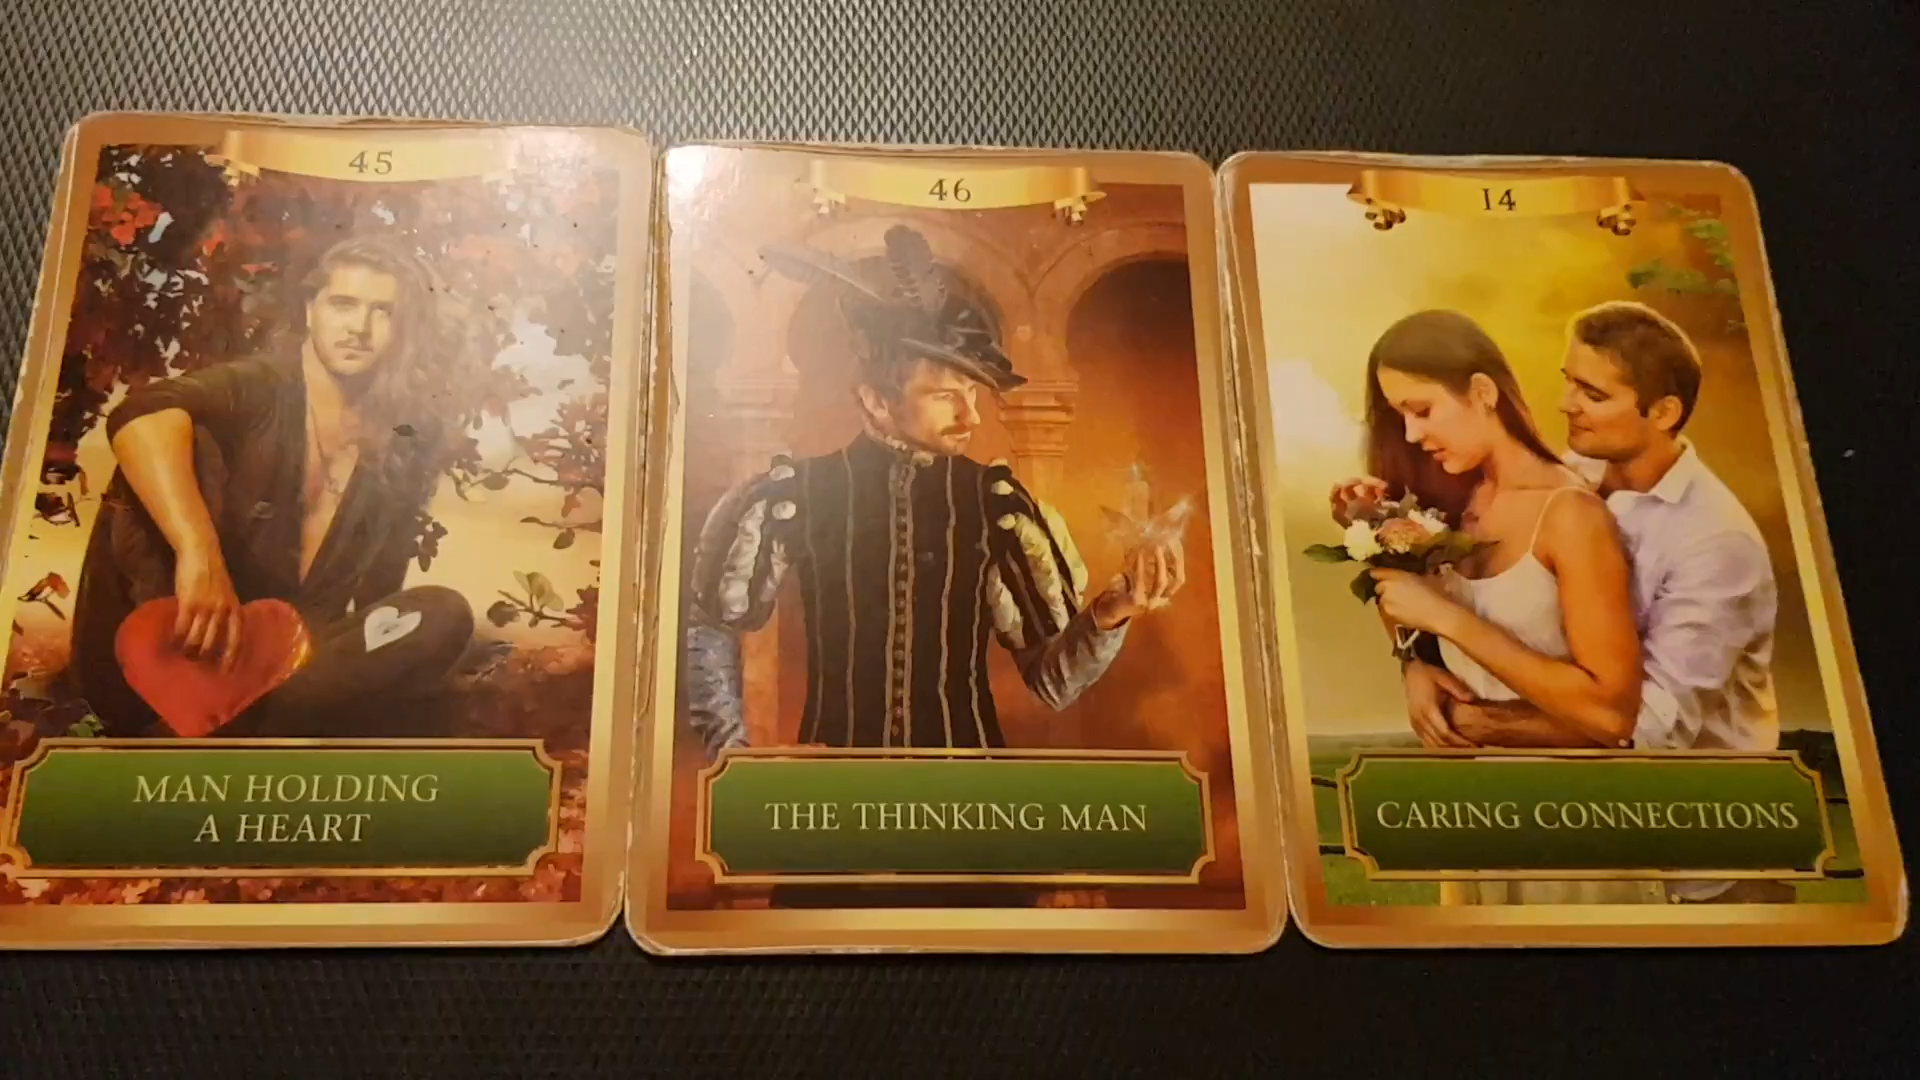 45
MAN HOLDING
A HEART
46
THE THINKING MAN
14
CARING CONNECTIONS